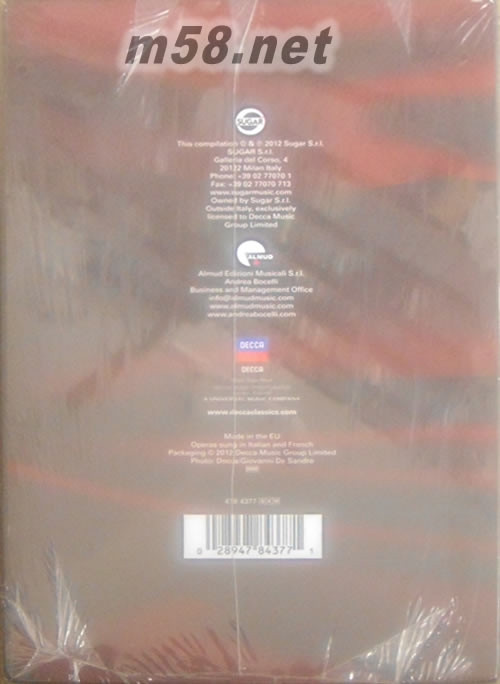 m58.net
SUGAR
This compilation © & ℗ 2012 Sugar S.r.l.
SUGAR S.r.l.
Galleria del Corso, 4
20122 Milan Italy
Phone: +39 02 77070 1
Fax: +39 02 77070 713
www.sugarmusic.com
Owned by Sugar S.r.l.
Outside Italy, exclusively
licensed to Decca Music
Group Limited
ALMUD
Almud Edizioni Musicali S.r.l.
Andrea Bocelli
Business and Management Office
info@almudmusic.com
www.almudmusic.com
www.andreabocelli.com
DECCA
DECCA
A UNIVERSAL MUSIC COMPANY
www.deccaclassics.com
Made in the EU
Operas sung in Italian and French
Packaging © 2012 Decca Music Group Limited
Photo: Decca/Giovanni De Sandre
478 4377
0 28947 84377 1